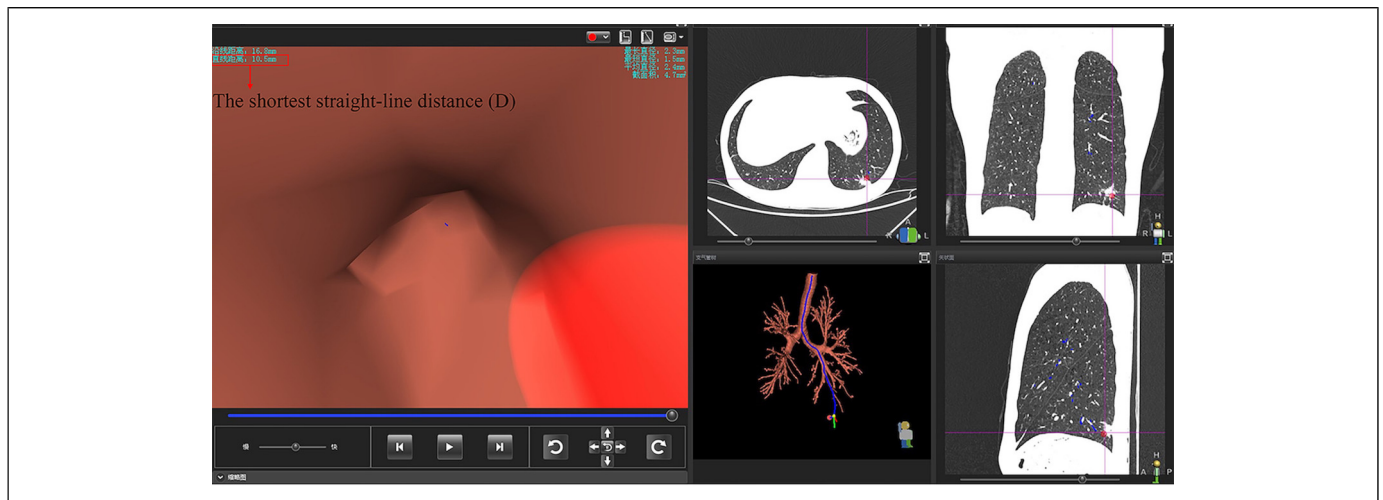 沿线距离: 16.8mm
直线距离: 10.5mm
最长直径: 2.3mm
最短直径: 1.5mm
平均直径: 2.4mm
截面积: 4.7mm²
The shortest straight-line distance (D)
A
L
H
R
L
支气管树
矢状面
慢
快
H
A
P
缩略图